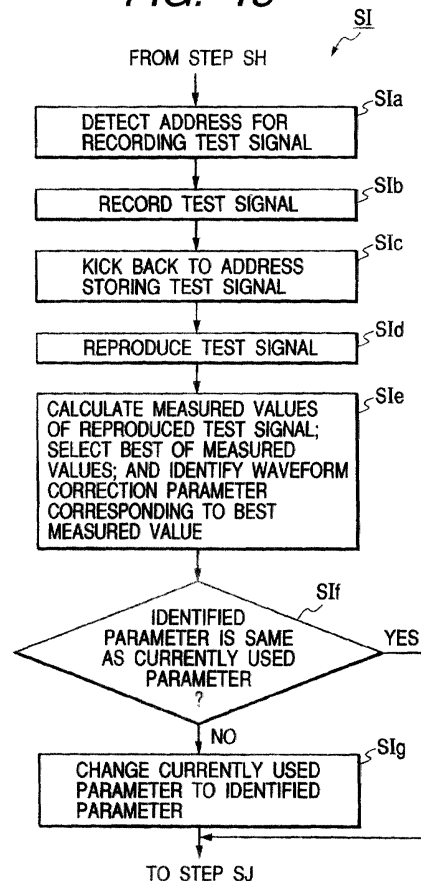 SI
FROM STEP SH
SIa
DETECT ADDRESS FOR
RECORDING TEST SIGNAL
SIb
RECORD TEST SIGNAL
SIc
KICK BACK TO ADDRESS
STORING TEST SIGNAL
SId
REPRODUCE TEST SIGNAL
SIe
CALCULATE MEASURED VALUES
OF REPRODUCED TEST SIGNAL;
SELECT BEST OF MEASURED
VALUES; AND IDENTIFY WAVEFORM
CORRECTION PARAMETER
CORRESPONDING TO BEST
MEASURED VALUE
SIf
IDENTIFIED
PARAMETER IS SAME
AS CURRENTLY USED
PARAMETER
?
YES
NO
SIg
CHANGE CURRENTLY USED
PARAMETER TO IDENTIFIED
PARAMETER
TO STEP SJ